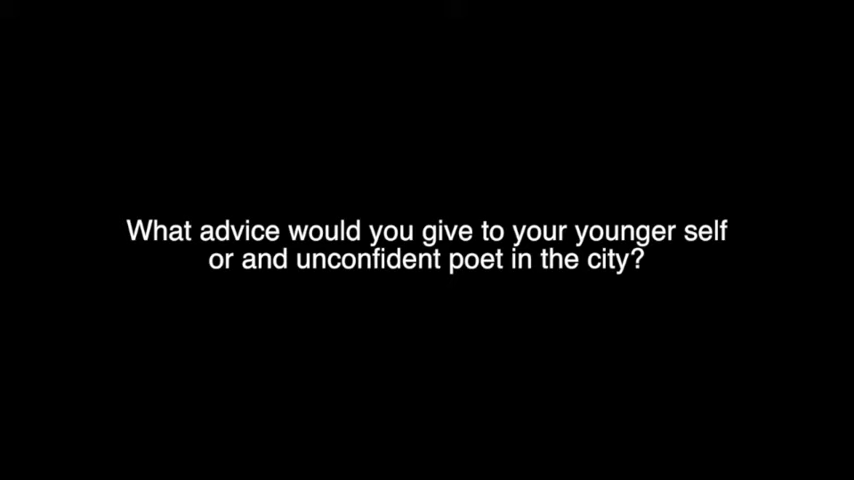 What advice would you give to your younger self
or and unconfident poet in the city?